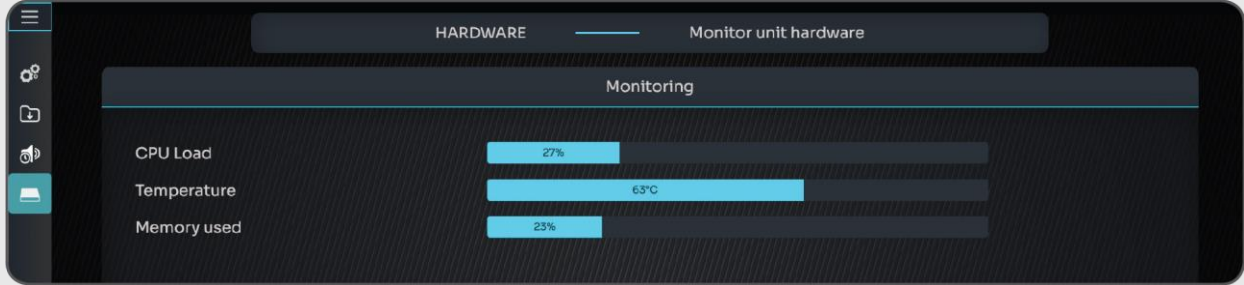 HARDWARE Monitor unit hardware
Monitoring
CPU Load 27%
Temperature 63°C
Memory used 23%